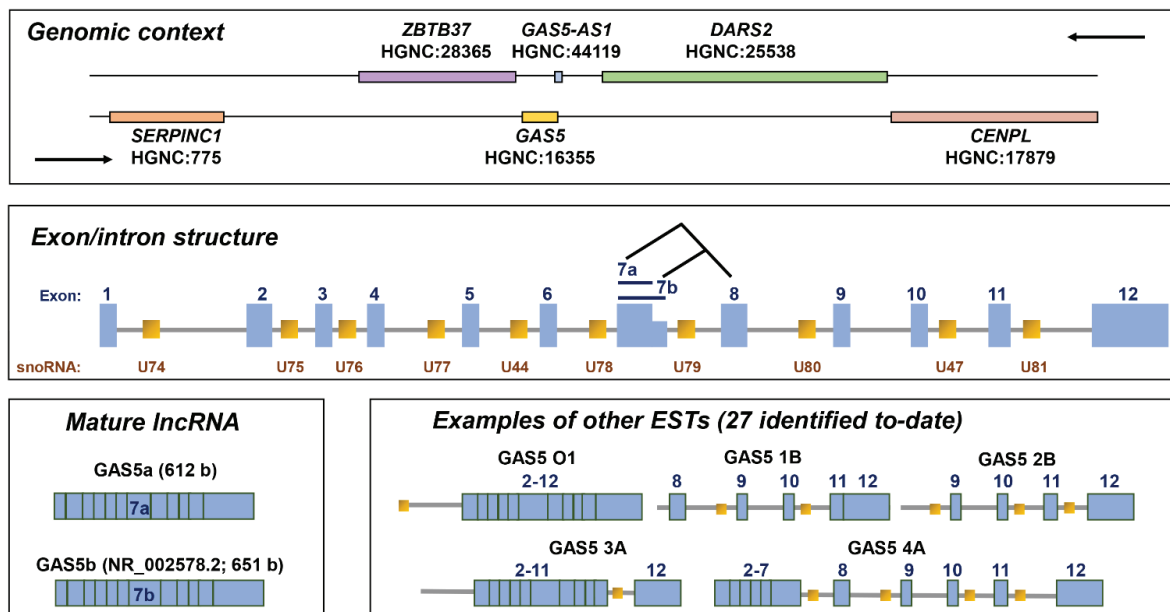 Genomic context
ZBTB37 GAS5-AS1 DARS2
HGNC:28365 HGNC:44119 HGNC:25538
SERPINC1 GAS5 CENPL
HGNC:775 HGNC:16355 HGNC:17879
Exon/intron structure
7a
7b
Exon: 1 2 3 4 5 6 8 9 10 11 12
snoRNA: U74 U75 U76 U77 U44 U78 U79 U80 U47 U81
Mature lncRNA
GAS5a (612 b)
7a
GAS5b (NR_002578.2; 651 b)
7b
Examples of other ESTs (27 identified to-date)
GAS5 O1 GAS5 1B GAS5 2B
2-12 8 9 10 11 12 9 10 11 12
GAS5 3A GAS5 4A
2-11 12 2-7 8 9 10 11 12